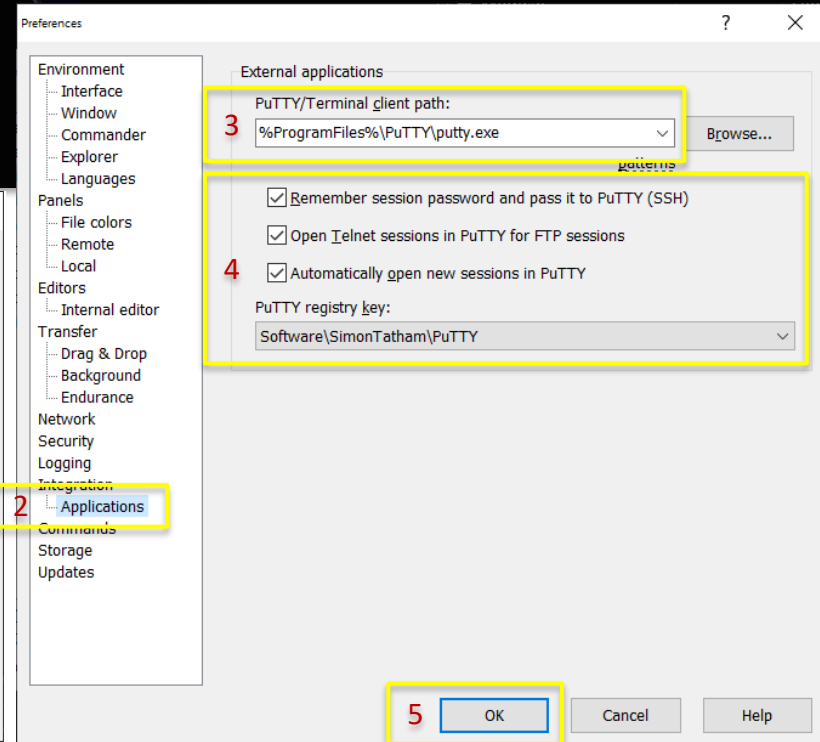 Preferences
?
Environment
Interface
Window
Commander
Explorer
Languages
Panels
File colors
Remote
Local
Editors
Internal editor
Transfer
Drag & Drop
Background
Endurance
Network
Security
Logging
Integration
2
Applications
Commands
Storage
Updates
External applications
PuTTY/Terminal client path:
3
%ProgramFiles%\PuTTY\putty.exe
Browse...
patterns
Remember session password and pass it to PuTTY (SSH)
Open Telnet sessions in PuTTY for FTP sessions
4
Automatically open new sessions in PuTTY
PuTTY registry key:
Software\SimonTatham\PuTTY
5
OK
Cancel
Help